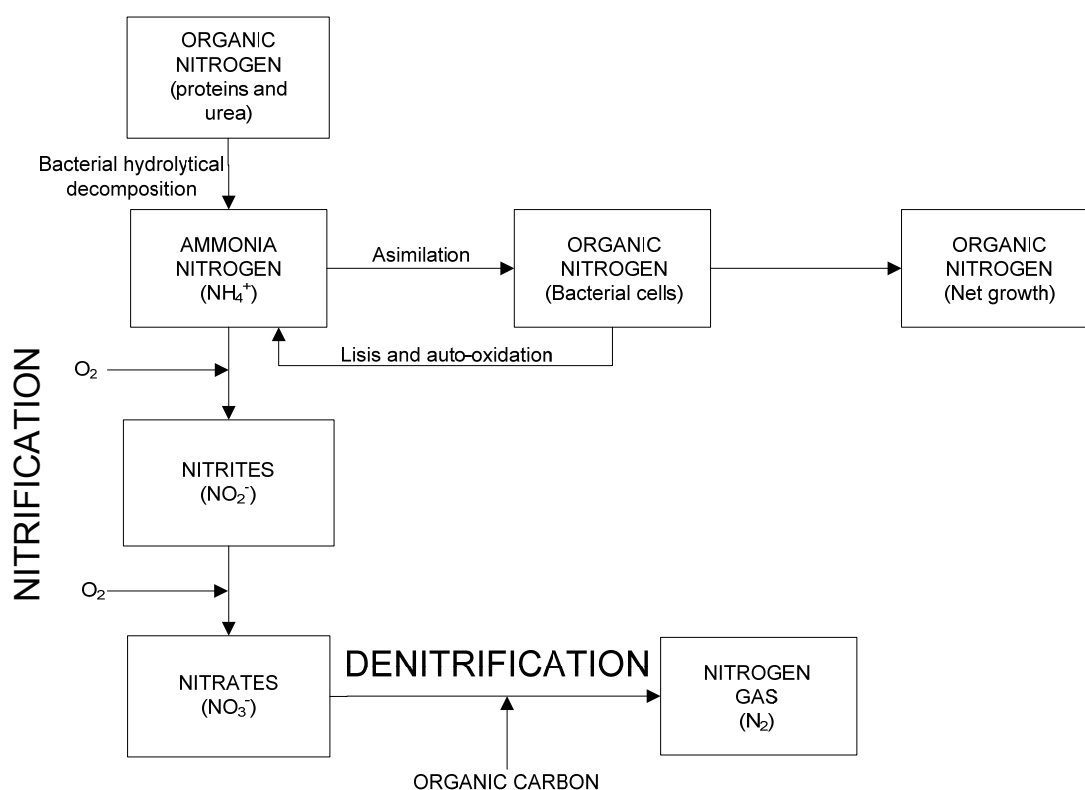 ORGANIC
NITROGEN
(proteins and
urea)
Bacterial hydrolytical
decomposition
AMMONIA
NITROGEN
(NH₄⁺)
Asimilation
ORGANIC
NITROGEN
(Bacterial cells)
ORGANIC
NITROGEN
(Net growth)
Lisis and auto-oxidation
NITRIFICATION
O₂
NITRITES
(NO₂⁻)
O₂
NITRATES
(NO₃⁻)
DENITRIFICATION
NITROGEN
GAS
(N₂)
ORGANIC CARBON